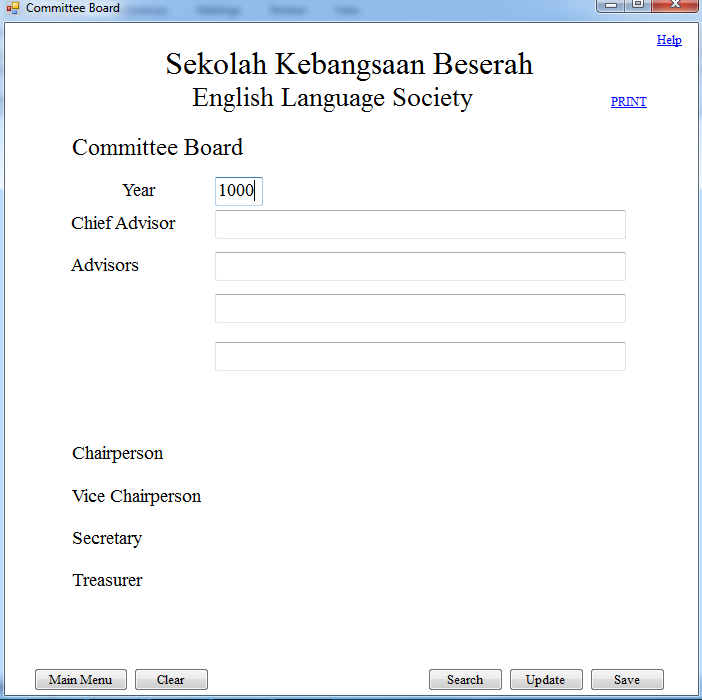 Committee Board
Help
Sekolah Kebangsaan Beserah
English Language Society
PRINT
Committee Board
Year 1000
Chief Advisor
Advisors
Chairperson
Vice Chairperson
Secretary
Treasurer
Main Menu Clear Search Update Save